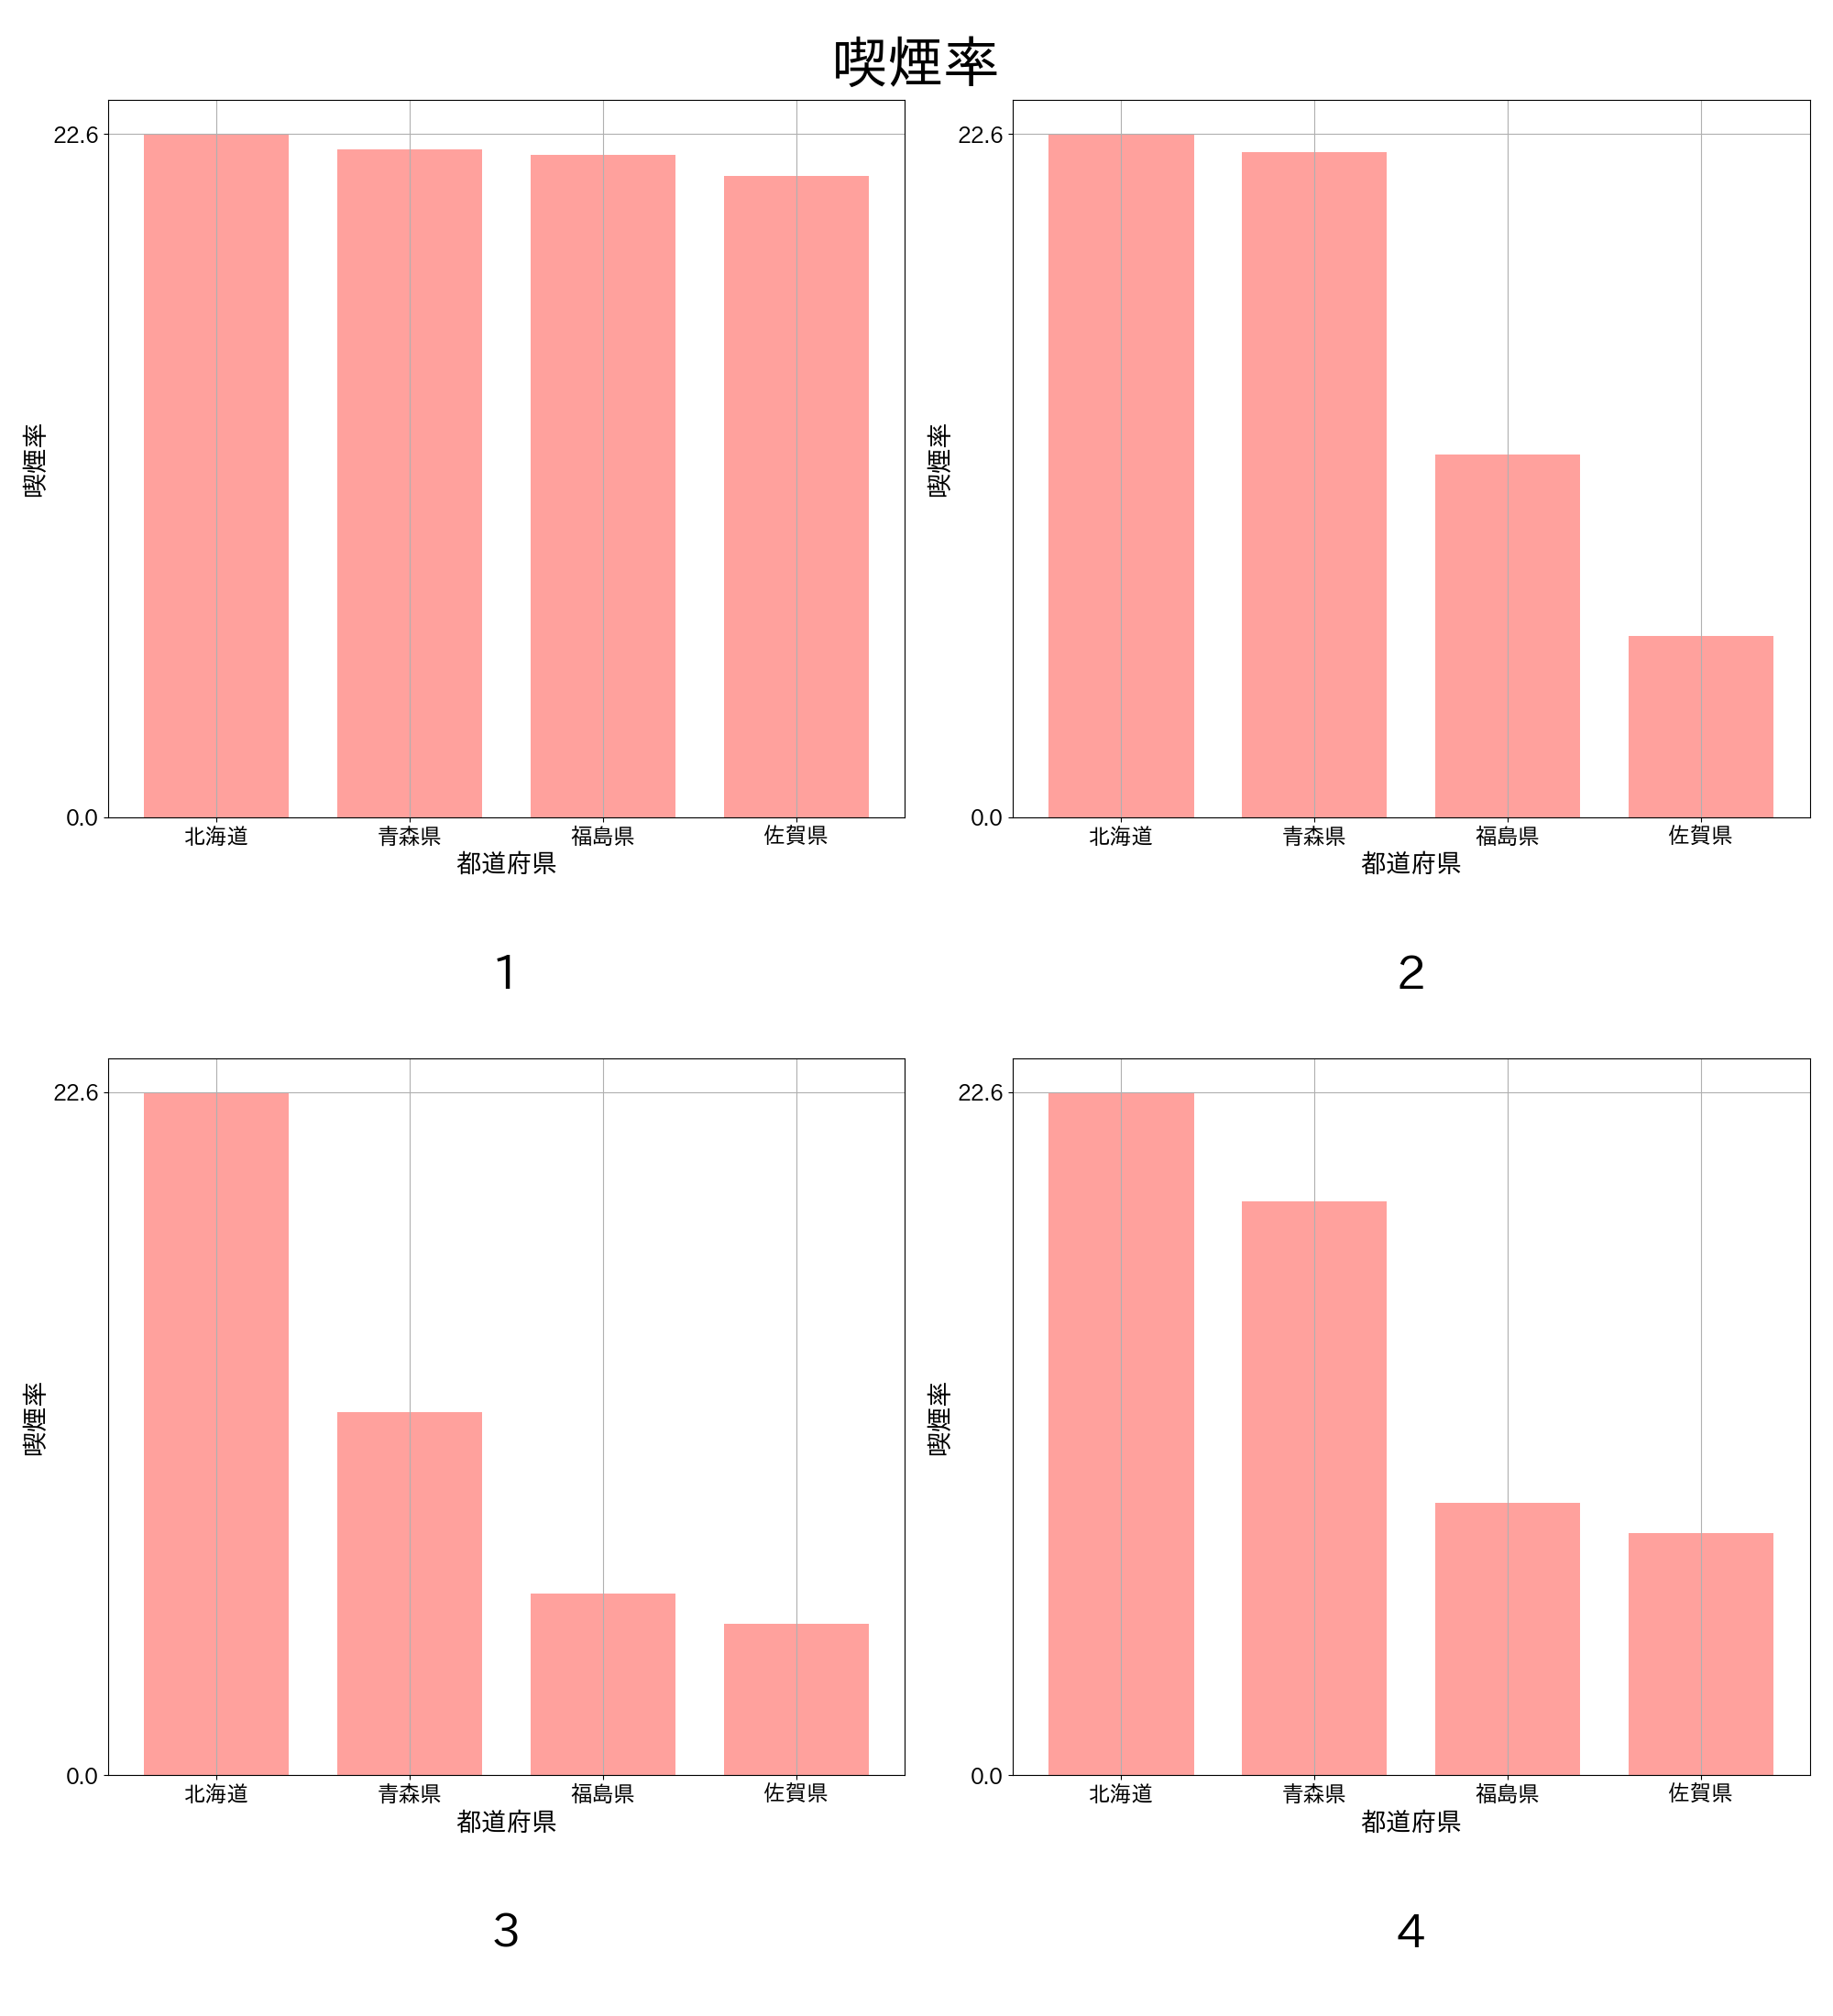 喫煙率
22.6
0.0
喫煙率
北海道 青森県 福島県 佐賀県
都道府県
1
22.6
0.0
喫煙率
北海道 青森県 福島県 佐賀県
都道府県
2
22.6
0.0
喫煙率
北海道 青森県 福島県 佐賀県
都道府県
3
22.6
0.0
喫煙率
北海道 青森県 福島県 佐賀県
都道府県
4